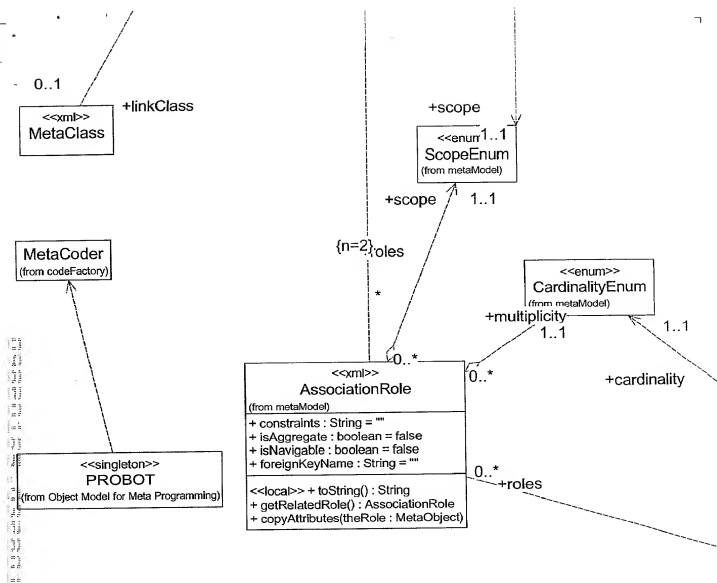 0..1
+linkClass
<<xml>>
MetaClass
+scope
<<enum
1..1
ScopeEnum
(from metaModel)
+scope
1..1
{n=2}
roles
*
MetaCoder
(from codeFactory)
<<enum>>
CardinalityEnum
(from metaModel)
+multiplicity
1..1
1..1
0..*
0..*
+cardinality
<<xml>>
AssociationRole
(from metaModel)
+ constraints : String = ""
+ isAggregate : boolean = false
+ isNavigable : boolean = false
+ foreignKeyName : String = ""
<<local>> + toString() : String
+ getRelatedRole() : AssociationRole
+ copyAttributes(theRole : MetaObject)
0..*
+roles
<<singleton>>
PROBOT
(from Object Model for Meta Programming)